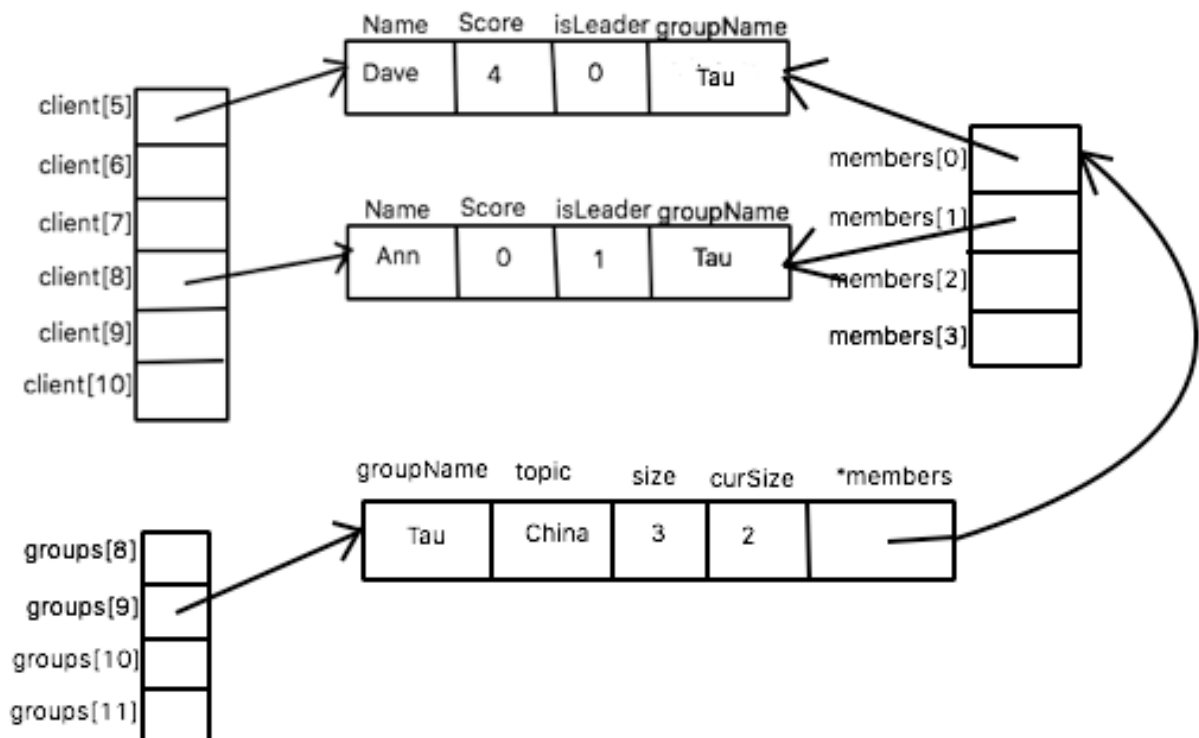 Name Score isLeader groupName
Dave 4 0 Tau
client[5]
client[6]
client[7]
client[8]
client[9]
client[10]
Name Score isLeader groupName
Ann 0 1 Tau
members[0]
members[1]
members[2]
members[3]
groupName topic size curSize *members
Tau China 3 2
groups[8]
groups[9]
groups[10]
groups[11]